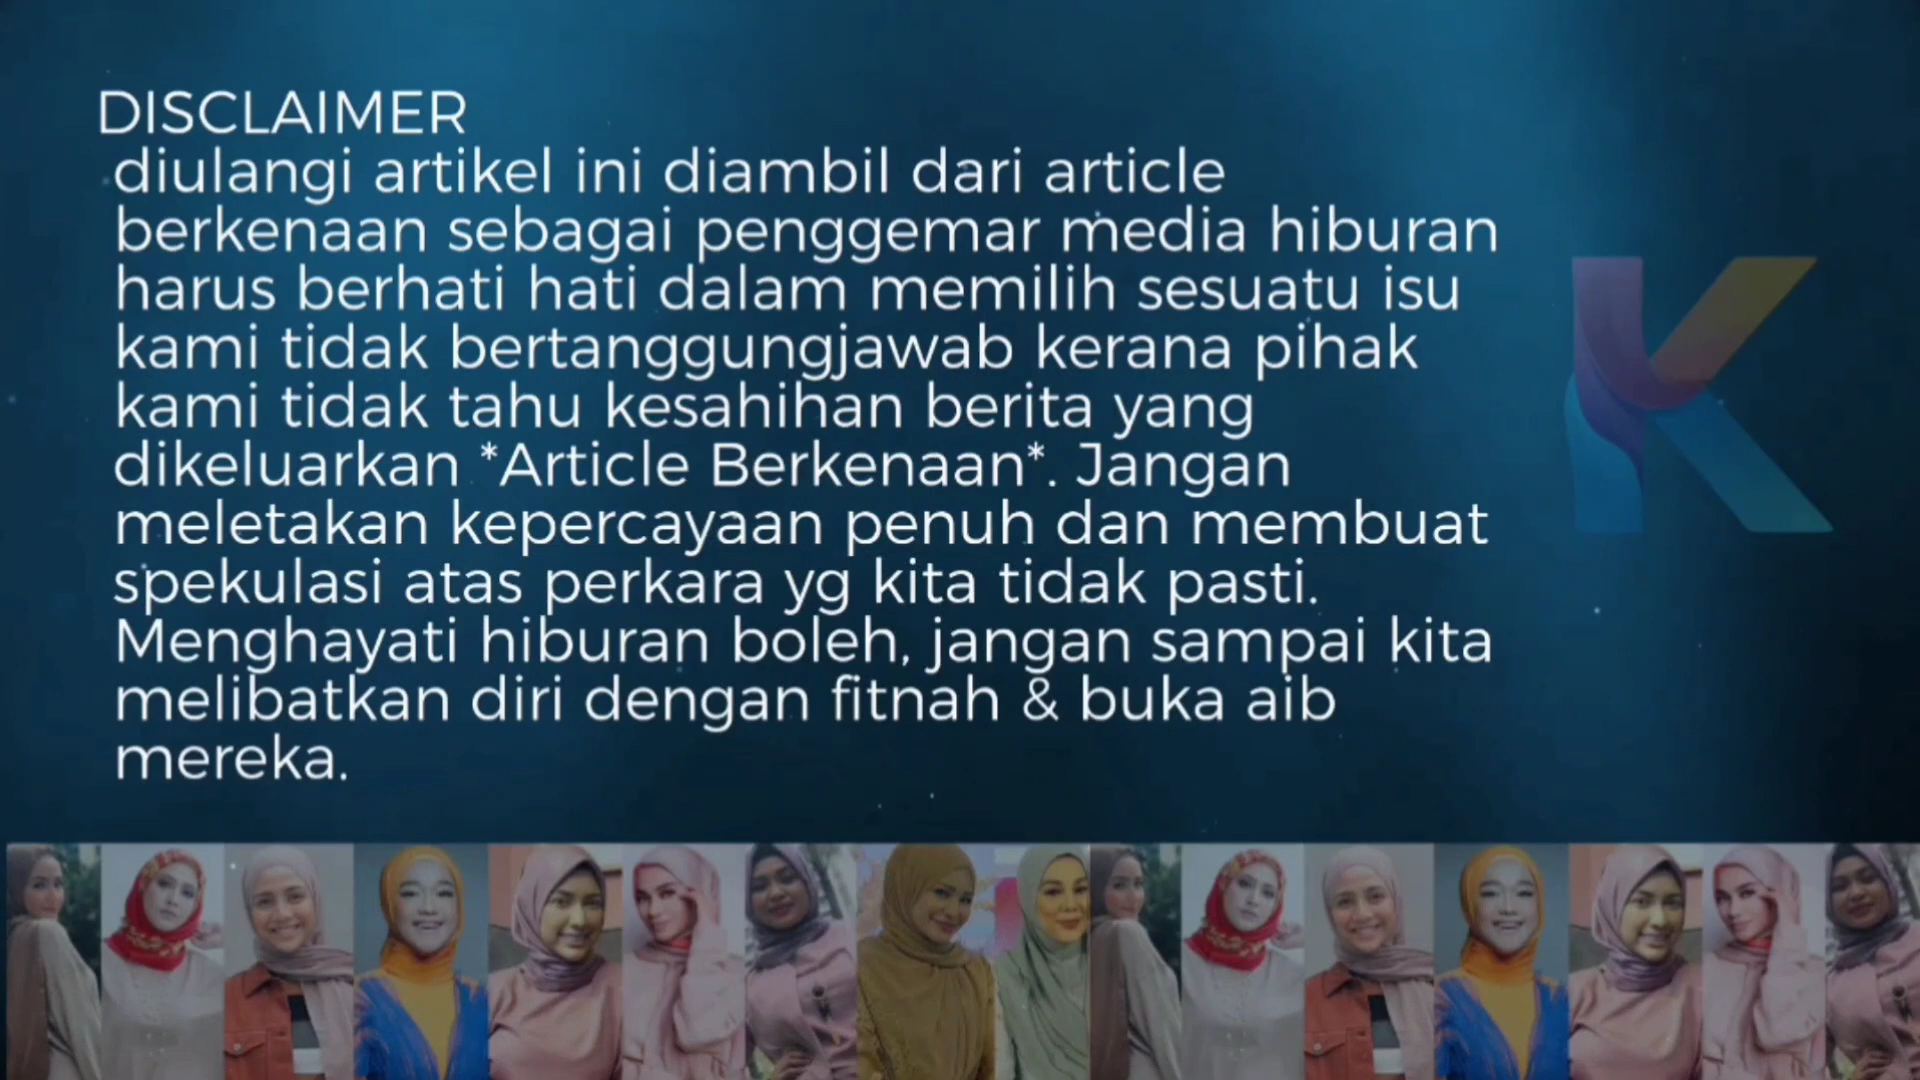 DISCLAIMER
diulangi artikel ini diambil dari article
berkenaan sebagai penggemar media hiburan
harus berhati hati dalam memilih sesuatu isu
kami tidak bertanggungjawab kerana pihak
kami tidak tahu kesahihan berita yang
dikeluarkan *Article Berkenaan*. Jangan
meletakan kepercayaan penuh dan membuat
spekulasi atas perkara yg kita tidak pasti.
Menghayati hiburan boleh, jangan sampai kita
melibatkan diri dengan fitnah & buka aib
mereka.
K